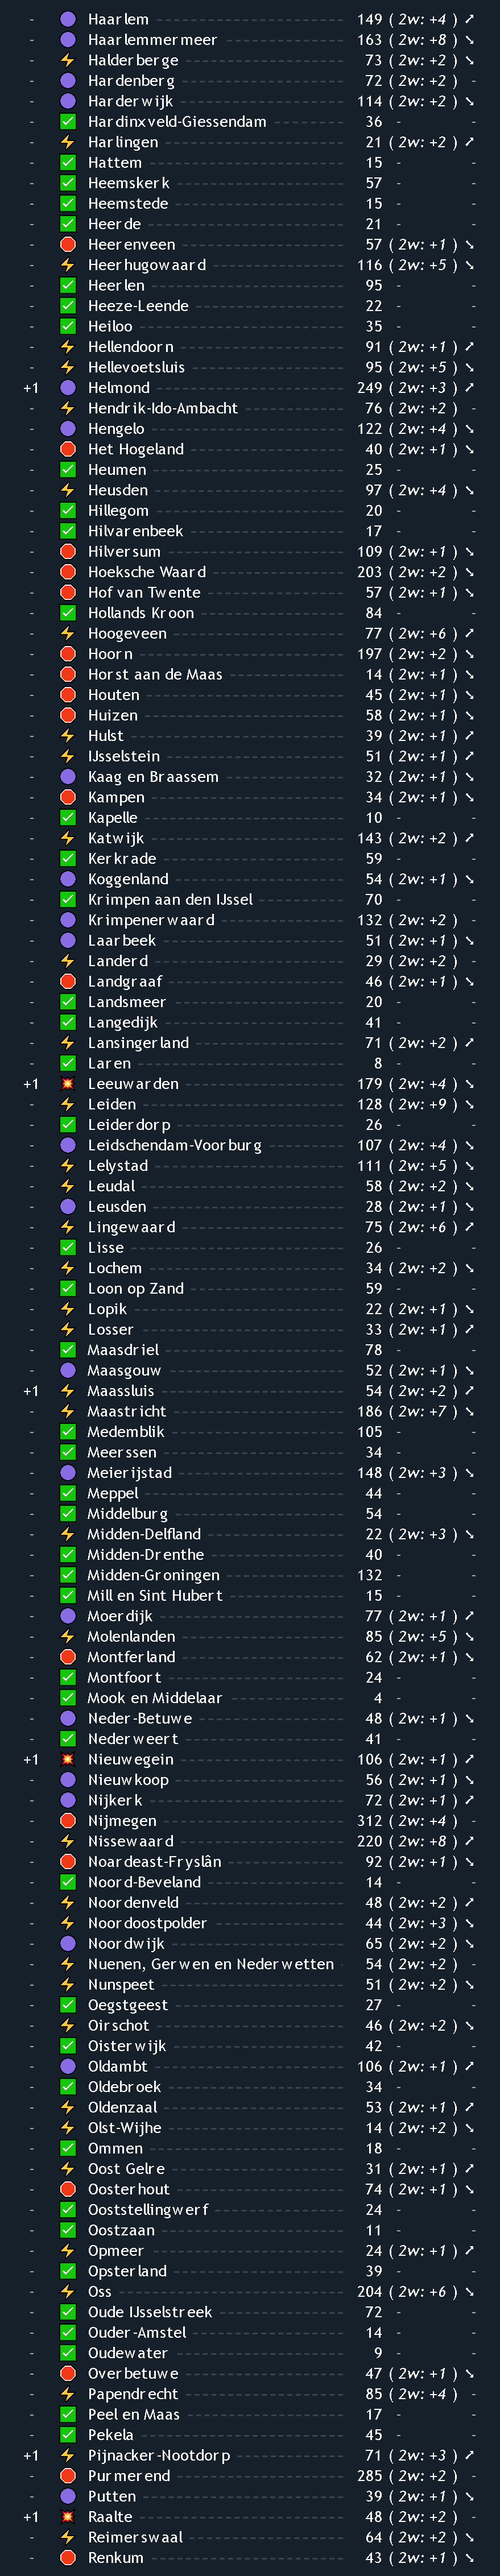 - 🟣 Haarlem 149 ( 2w: +4 ) ➚
- 🟣 Haarlemmermeer 163 ( 2w: +8 ) ➘
- ⚡ Halderberge 73 ( 2w: +2 ) ➘
- 🟣 Hardenberg 72 ( 2w: +2 ) -
- 🟣 Harderwijk 114 ( 2w: +2 ) ➘
- ✅ Hardinxveld-Giessendam 36 - -
- ⚡ Harlingen 21 ( 2w: +2 ) ➚
- ✅ Hattem 15 - -
- ✅ Heemskerk 57 - -
- ✅ Heemstede 15 - -
- ✅ Heerde 21 - -
- 🛑 Heerenveen 57 ( 2w: +1 ) ➘
- ⚡ Heerhugowaard 116 ( 2w: +5 ) ➘
- ✅ Heerlen 95 - -
- ✅ Heeze-Leende 22 - -
- ✅ Heiloo 35 - -
- ⚡ Hellendoorn 91 ( 2w: +1 ) ➚
- ⚡ Hellevoetsluis 95 ( 2w: +5 ) ➘
+1 🟣 Helmond 249 ( 2w: +3 ) ➚
- ⚡ Hendrik-Ido-Ambacht 76 ( 2w: +2 ) -
- 🟣 Hengelo 122 ( 2w: +4 ) ➘
- 🛑 Het Hogeland 40 ( 2w: +1 ) ➘
- ✅ Heumen 25 - -
- ⚡ Heusden 97 ( 2w: +4 ) ➘
- ✅ Hillegom 20 - -
- ✅ Hilvarenbeek 17 - -
- 🛑 Hilversum 109 ( 2w: +1 ) ➘
- 🛑 Hoeksche Waard 203 ( 2w: +2 ) ➘
- 🛑 Hof van Twente 57 ( 2w: +1 ) ➘
- ✅ Hollands Kroon 84 - -
- ⚡ Hoogeveen 77 ( 2w: +6 ) ➚
- 🛑 Hoorn 197 ( 2w: +2 ) ➘
- 🛑 Horst aan de Maas 14 ( 2w: +1 ) ➘
- 🛑 Houten 45 ( 2w: +1 ) ➘
- 🛑 Huizen 58 ( 2w: +1 ) ➘
- ⚡ Hulst 39 ( 2w: +1 ) ➚
- ⚡ IJsselstein 51 ( 2w: +1 ) ➚
- 🟣 Kaag en Braassem 32 ( 2w: +1 ) ➘
- 🛑 Kampen 34 ( 2w: +1 ) ➘
- ✅ Kapelle 10 - -
- ⚡ Katwijk 143 ( 2w: +2 ) ➚
- ✅ Kerkrade 59 - -
- 🟣 Koggenland 54 ( 2w: +1 ) ➘
- ✅ Krimpen aan den IJssel 70 - -
- 🟣 Krimpenerwaard 132 ( 2w: +2 ) -
- 🟣 Laarbeek 51 ( 2w: +1 ) ➘
- ⚡ Landerd 29 ( 2w: +2 ) -
- 🛑 Landgraaf 46 ( 2w: +1 ) ➘
- ✅ Landsmeer 20 - -
- ✅ Langedijk 41 - -
- ⚡ Lansingerland 71 ( 2w: +2 ) ➚
- ✅ Laren 8 - -
+1 💥 Leeuwarden 179 ( 2w: +4 ) ➘
- ⚡ Leiden 128 ( 2w: +9 ) ➘
- ✅ Leiderdorp 26 - -
- 🟣 Leidschendam-Voorburg 107 ( 2w: +4 ) ➘
- ⚡ Lelystad 111 ( 2w: +5 ) ➘
- ⚡ Leudal 58 ( 2w: +2 ) ➘
- 🟣 Leusden 28 ( 2w: +1 ) ➘
- ⚡ Lingewaard 75 ( 2w: +6 ) ➚
- ✅ Lisse 26 - -
- ⚡ Lochem 34 ( 2w: +2 ) ➘
- ✅ Loon op Zand 59 - -
- ⚡ Lopik 22 ( 2w: +1 ) ➘
- ⚡ Losser 33 ( 2w: +1 ) ➚
- ✅ Maasdriel 78 - -
- 🟣 Maasgouw 52 ( 2w: +1 ) ➘
+1 ⚡ Maassluis 54 ( 2w: +2 ) ➚
- ⚡ Maastricht 186 ( 2w: +7 ) ➘
- ✅ Medemblik 105 - -
- ✅ Meerssen 34 - -
- 🟣 Meierijstad 148 ( 2w: +3 ) ➘
- ✅ Meppel 44 - -
- ✅ Middelburg 54 - -
- ⚡ Midden-Delfland 22 ( 2w: +3 ) ➘
- ✅ Midden-Drenthe 40 - -
- ✅ Midden-Groningen 132 - -
- ✅ Mill en Sint Hubert 15 - -
- 🟣 Moerdijk 77 ( 2w: +1 ) ➚
- ⚡ Molenlanden 85 ( 2w: +5 ) ➘
- 🛑 Montferland 62 ( 2w: +1 ) ➘
- ✅ Montfoort 24 - -
- ✅ Mook en Middelaar 4 - -
- 🟣 Neder-Betuwe 48 ( 2w: +1 ) ➘
- ✅ Nederweert 41 - -
+1 💥 Nieuwegein 106 ( 2w: +1 ) ➚
- 🟣 Nieuwkoop 56 ( 2w: +1 ) ➘
- 🟣 Nijkerk 72 ( 2w: +1 ) ➚
- 🛑 Nijmegen 312 ( 2w: +4 ) -
- ⚡ Nissewaard 220 ( 2w: +8 ) ➚
- 🛑 Noardeast-Fryslân 92 ( 2w: +1 ) ➘
- ✅ Noord-Beveland 14 - -
- ⚡ Noordenveld 48 ( 2w: +2 ) ➚
- ⚡ Noordoostpolder 44 ( 2w: +3 ) ➘
- 🟣 Noordwijk 65 ( 2w: +2 ) ➘
- ⚡ Nuenen, Gerwen en Nederwetten 54 ( 2w: +2 ) -
- ⚡ Nunspeet 51 ( 2w: +2 ) ➘
- ✅ Oegstgeest 27 - -
- ⚡ Oirschot 46 ( 2w: +2 ) ➘
- ✅ Oisterwijk 42 - -
- 🟣 Oldambt 106 ( 2w: +1 ) ➚
- ✅ Oldebroek 34 - -
- ⚡ Oldenzaal 53 ( 2w: +1 ) ➚
- ⚡ Olst-Wijhe 14 ( 2w: +2 ) ➘
- ✅ Ommen 18 - -
- ⚡ Oost Gelre 31 ( 2w: +1 ) ➚
- 🛑 Oosterhout 74 ( 2w: +1 ) ➘
- ✅ Ooststellingwerf 24 - -
- ✅ Oostzaan 11 - -
- ⚡ Opmeer 24 ( 2w: +1 ) ➚
- ✅ Opsterland 39 - -
- ⚡ Oss 204 ( 2w: +6 ) ➘
- ✅ Oude IJsselstreek 72 - -
- ✅ Ouder-Amstel 14 - -
- ✅ Oudewater 9 - -
- 🛑 Overbetuwe 47 ( 2w: +1 ) ➘
- ⚡ Papendrecht 85 ( 2w: +4 ) -
- ✅ Peel en Maas 17 - -
- ✅ Pekela 45 - -
+1 ⚡ Pijnacker-Nootdorp 71 ( 2w: +3 ) ➚
- 🛑 Purmerend 285 ( 2w: +2 ) -
- 🟣 Putten 39 ( 2w: +1 ) ➘
+1 💥 Raalte 48 ( 2w: +2 ) -
- ⚡ Reimerswaal 64 ( 2w: +2 ) ➘
- 🛑 Renkum 43 ( 2w: +1 ) ➘